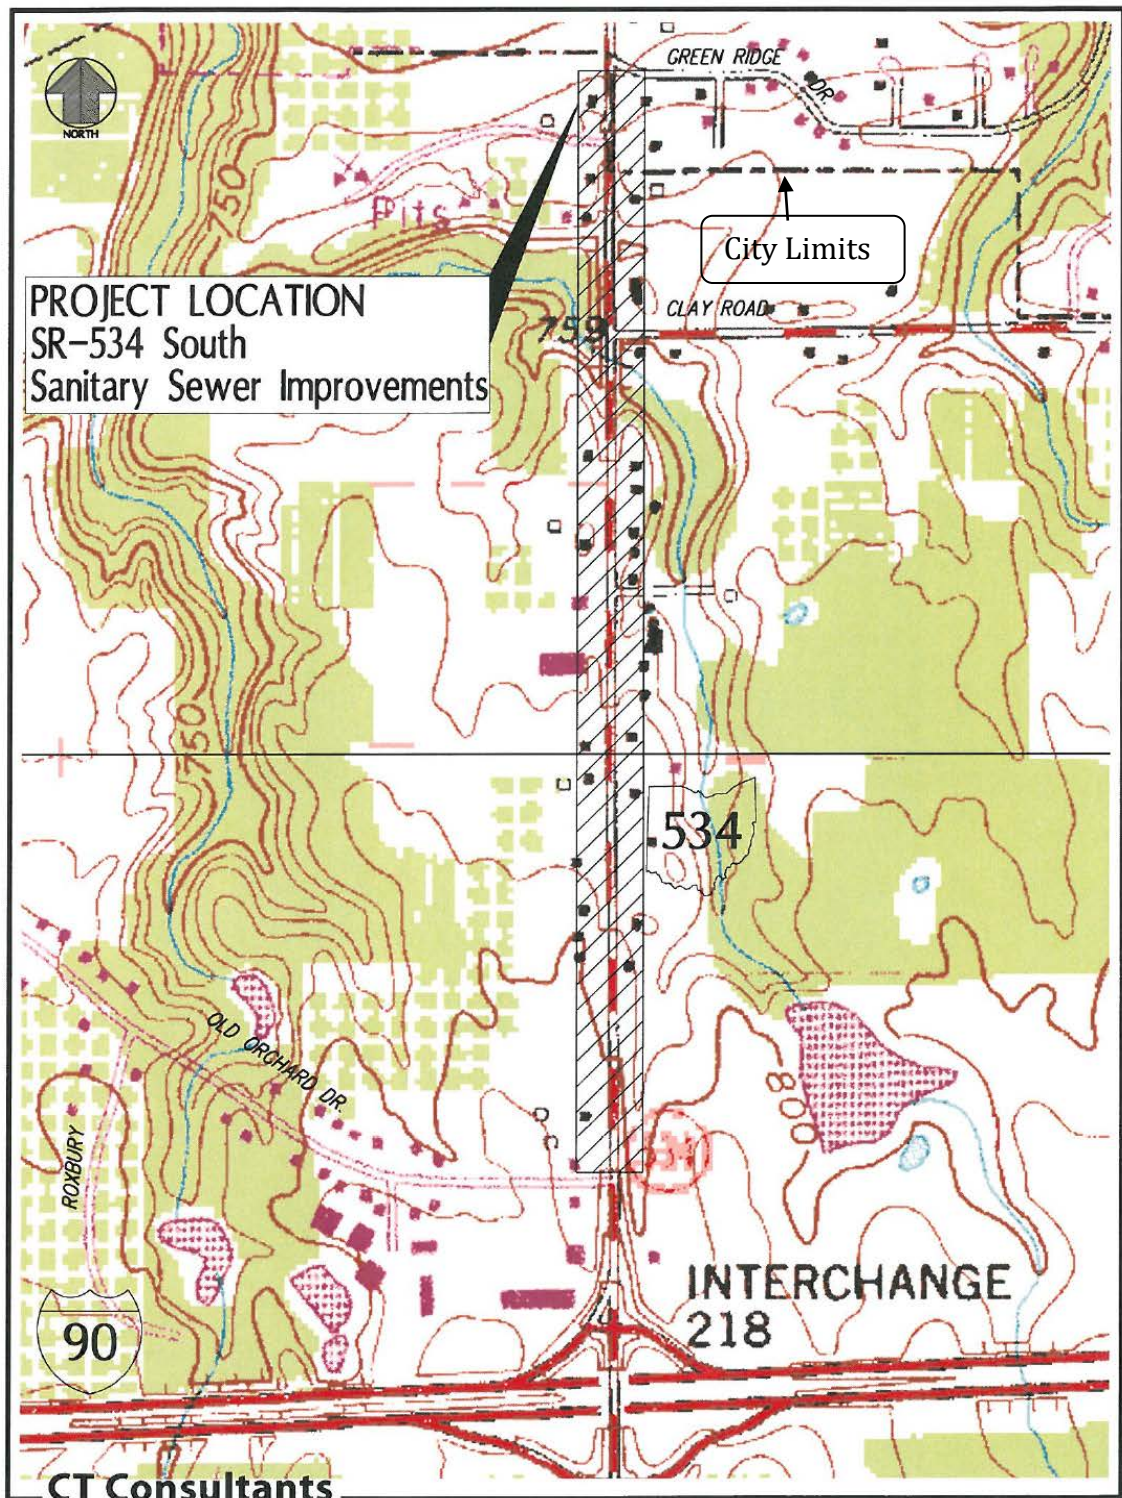 GREEN RIDGE
DR.
NORTH
750
Pits
City Limits
PROJECT LOCATION
SR-534 South
Sanitary Sewer Improvements
CLAY ROAD
759
750
534
OLD ORCHARD DR.
800
ROXBURY
534
INTERCHANGE
218
90
CT Consultants